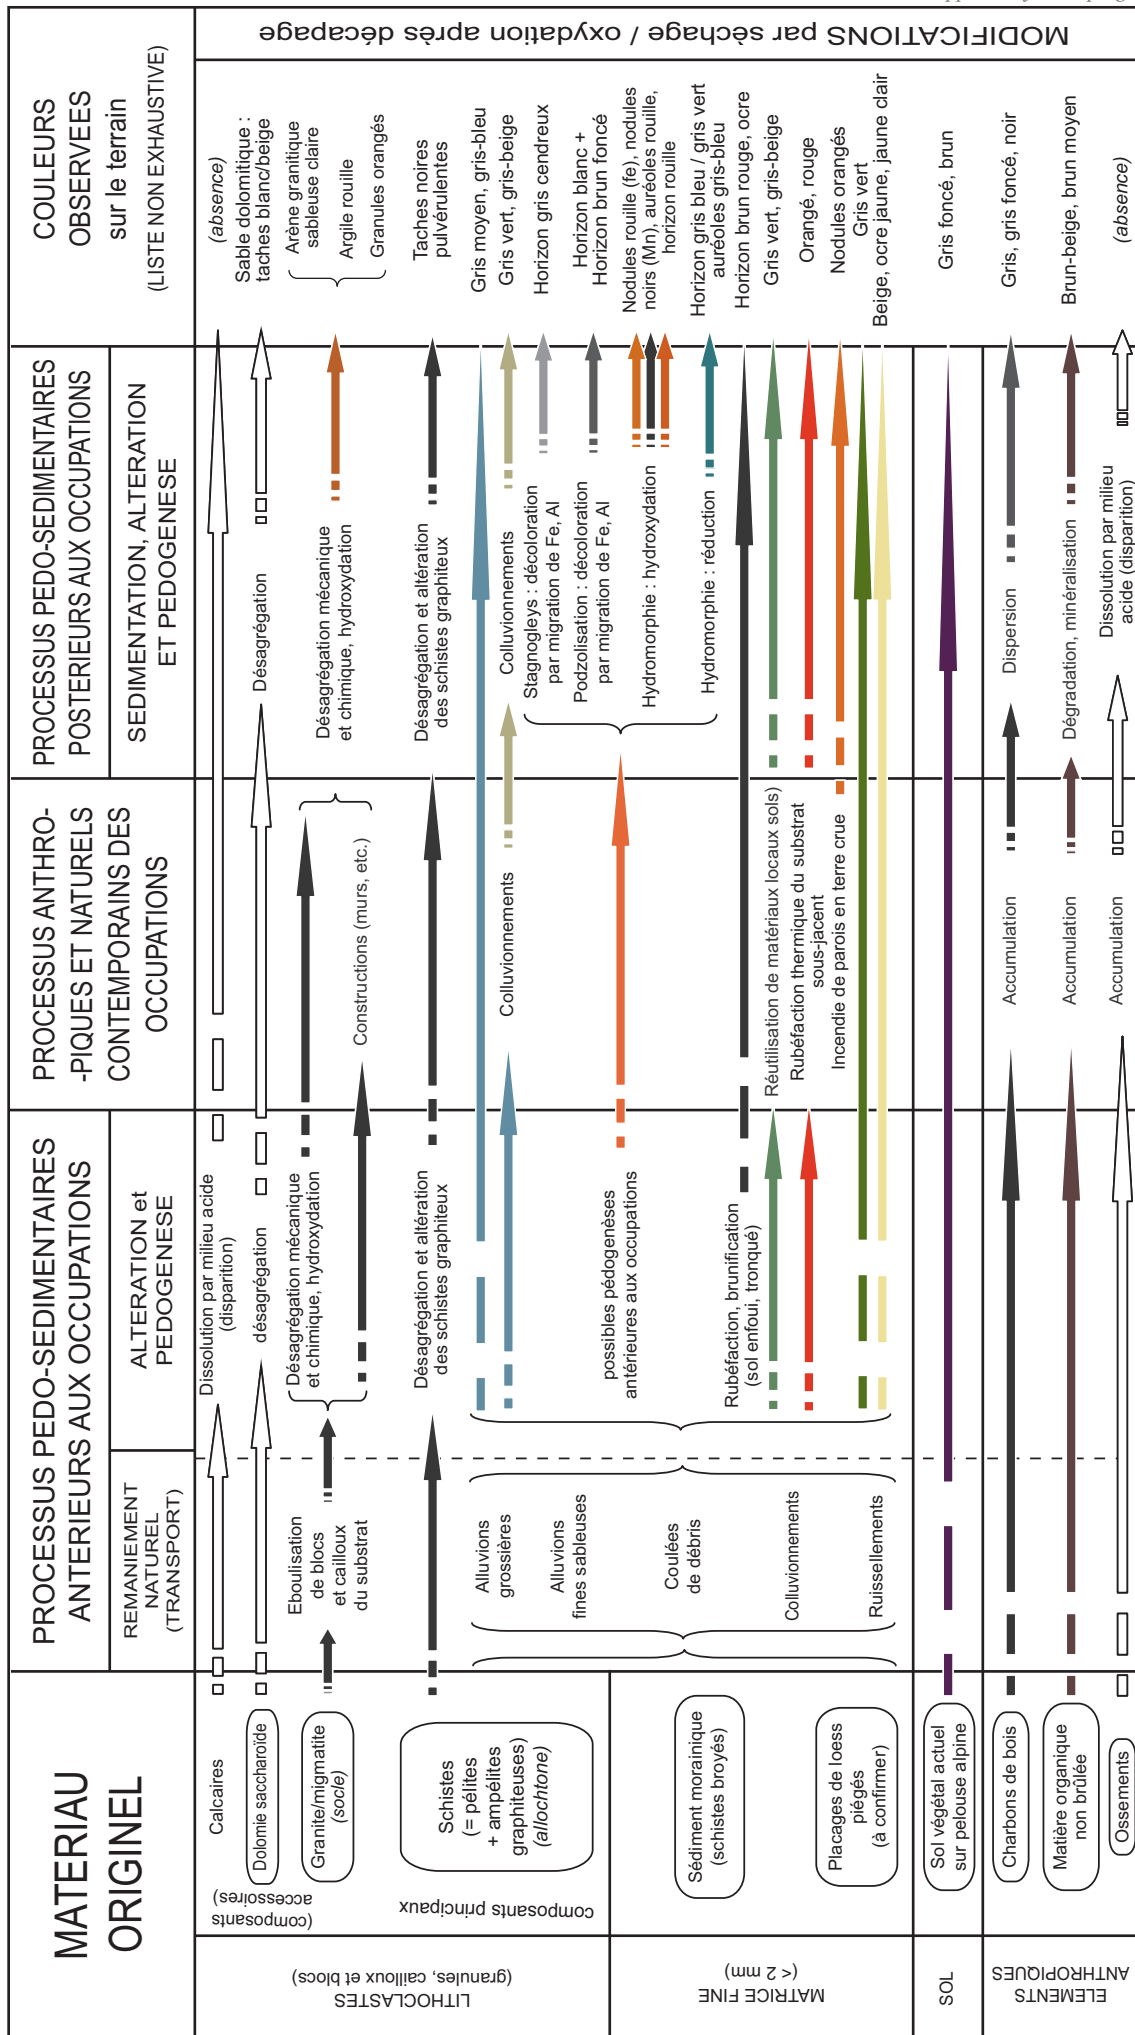 MATERIAU
ORIGINEL
PROCESSUS PEDO-SEDIMENTAIRES
ANTERIEURS AUX OCCUPATIONS
REMANIEMENT
NATUREL
(TRANSPORT)
ALTERATION et
PEDOGENESE
PROCESSUS ANTHRO-
-PIQUES ET NATURELS
CONTEMPORAINS DES
OCCUPATIONS
PROCESSUS PEDO-SEDIMENTAIRES
POSTERIEURS AUX OCCUPATIONS
SEDIMENTATION, ALTERATION
ET PEDOGENESE
COULEURS
OBSERVEES
sur le terrain
(LISTE NON EXHAUSTIVE)
MODIFICATIONS par sèchage / oxydation après décapage
LITHOCLASTES
(granules, cailloux et blocs)
(composants
accessoires)
composants principaux
Calcaires
Dissolution par milieu acide
(disparition)
(absence)
Dolomie saccharoïde
désagrégation
Désagrégation
Sable dolomitique :
taches blanc/beige
Granite/migmatite
(socle)
Eboulisation
de blocs
et cailloux
du substrat
Désagrégation mécanique
et chimique, hydroxydation
Constructions (murs, etc.)
Désagrégation mécanique
et chimique, hydroxydation
Arène granitique
sableuse claire
Argile rouille
Granules orangés
Schistes
(= pélites
+ ampélites
graphiteuses)
(allochtone)
Désagrégation et altération
des schistes graphiteux
Désagrégation et altération
des schistes graphiteux
Taches noires
pulvérulentes
Alluvions
grossières
Alluvions
fines sableuses
Coulées
de débris
Colluvionnements
Ruissellements
Gris moyen, gris-bleu
Colluvionnements
Colluvionnements
Gris vert, gris-beige
possibles pédogenèses
antérieures aux occupations
Stagnogleys : décoloration
par migration de Fe, Al
Horizon gris cendreux
Podzolisation : décoloration
par migration de Fe, Al
Horizon blanc +
Horizon brun foncé
Hydromorphie : hydroxydation
Nodules rouille (fe), nodules
noirs (Mn), auréoles rouille,
horizon rouille
Hydromorphie : réduction
Horizon gris bleu / gris vert
auréoles gris-bleu
MATRICE FINE
(< 2 mm)
Sédiment morainique
(schistes broyés)
Placages de loess
piégés
(à confirmer)
Rubéfaction, brunification
(sol enfoui, tronqué)
Horizon brun rouge, ocre
Réutilisation de matériaux locaux sols)
Gris vert, gris-beige
Rubéfaction thermique du substrat
sous-jacent
Orangé, rouge
Incendie de parois en terre crue
Nodules orangés
Gris vert
Beige, ocre jaune, jaune clair
SOL
Sol végétal actuel
sur pelouse alpine
Gris foncé, brun
ELEMENTS
ANTHROPIQUES
Charbons de bois
Accumulation
Dispersion
Gris, gris foncé, noir
Matière organique
non brûlée
Accumulation
Dégradation, minéralisation
Brun-beige, brun moyen
Ossements
Accumulation
Dissolution par milieu
acide (disparition)
(absence)